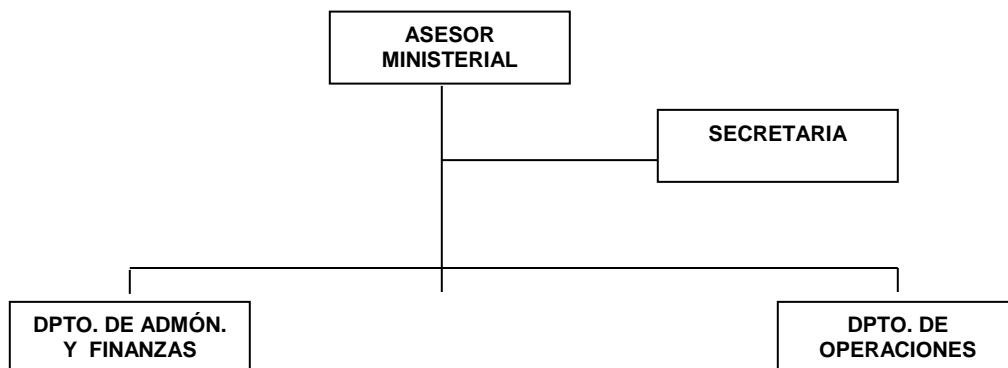 ASESOR
MINISTERIAL
SECRETARIA
DPTO. DE ADMÓN.
Y FINANZAS
DPTO. DE
OPERACIONES